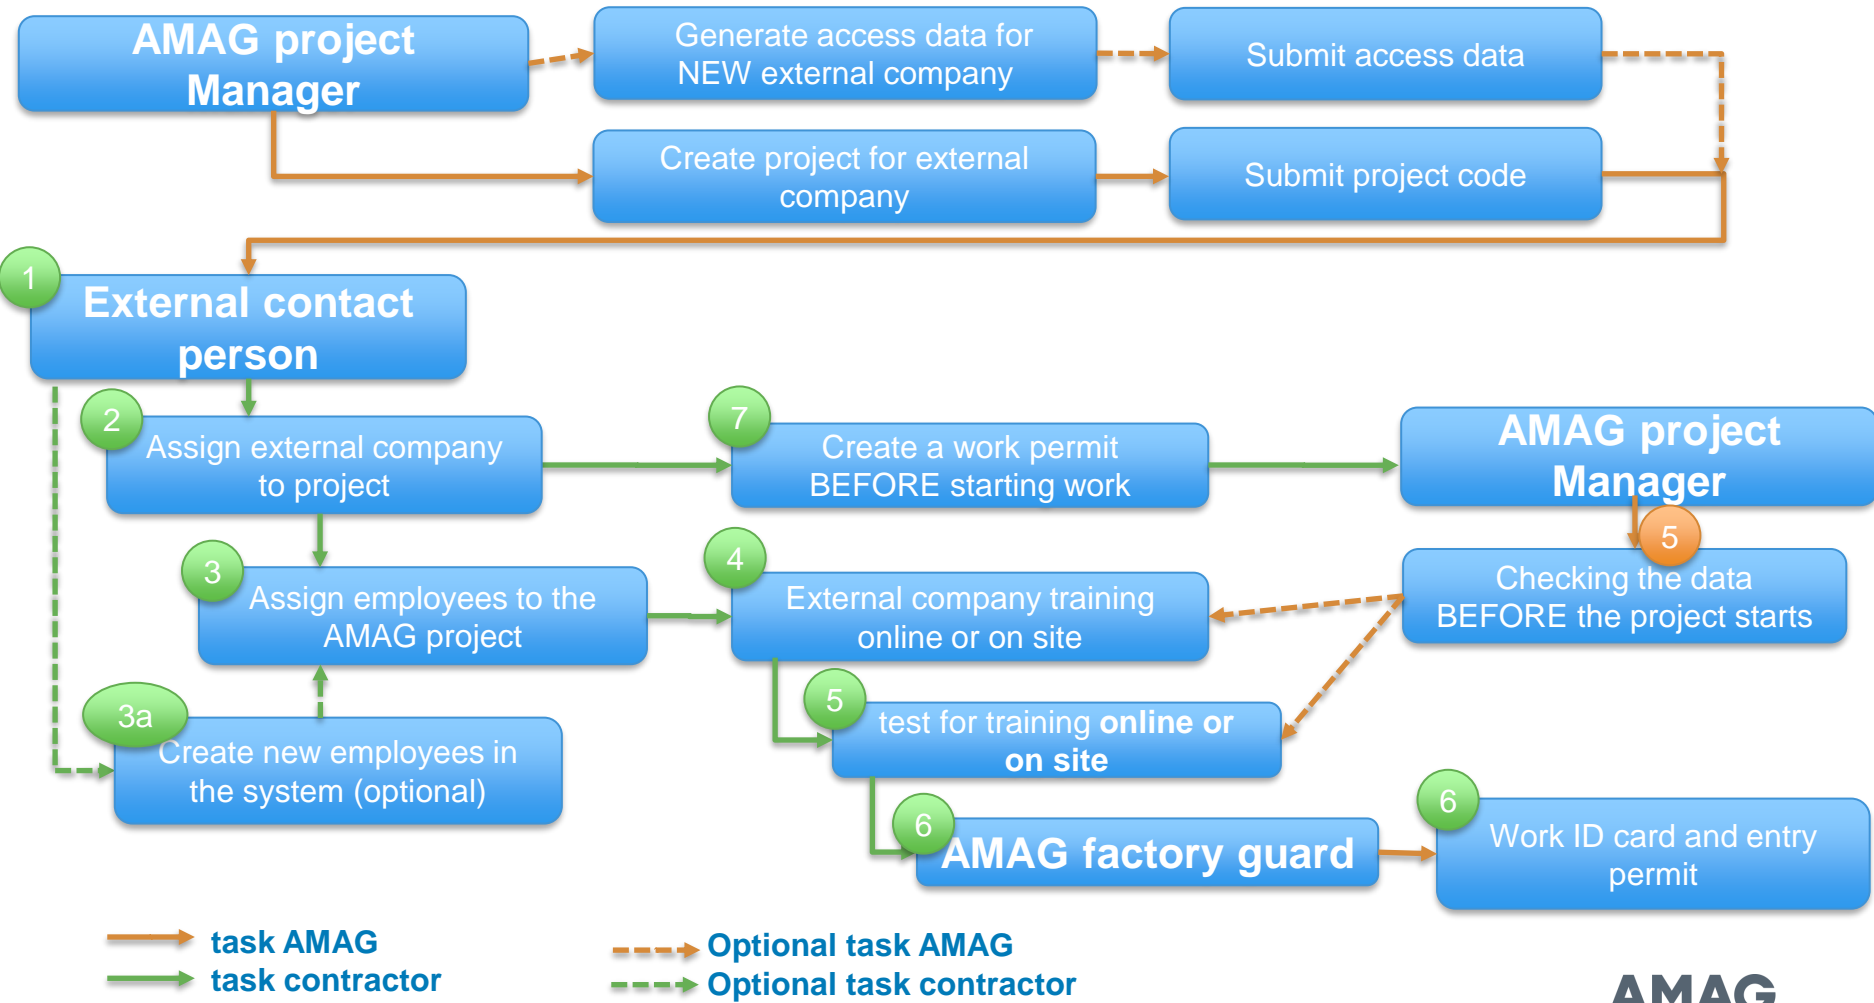 AMAG project
Manager
Generate access data for
NEW external company
Submit access data
Create project for external
company
Submit project code
1
External contact
person
2
Assign external company
to project
7
Create a work permit
BEFORE starting work
AMAG project
Manager
3
Assign employees to the
AMAG project
4
External company training
online or on site
5
Checking the data
BEFORE the project starts
3a
Create new employees in
the system (optional)
5
test for training online or
on site
6
AMAG factory guard
6
Work ID card and entry
permit
task AMAG
task contractor
Optional task AMAG
Optional task contractor
AMAG